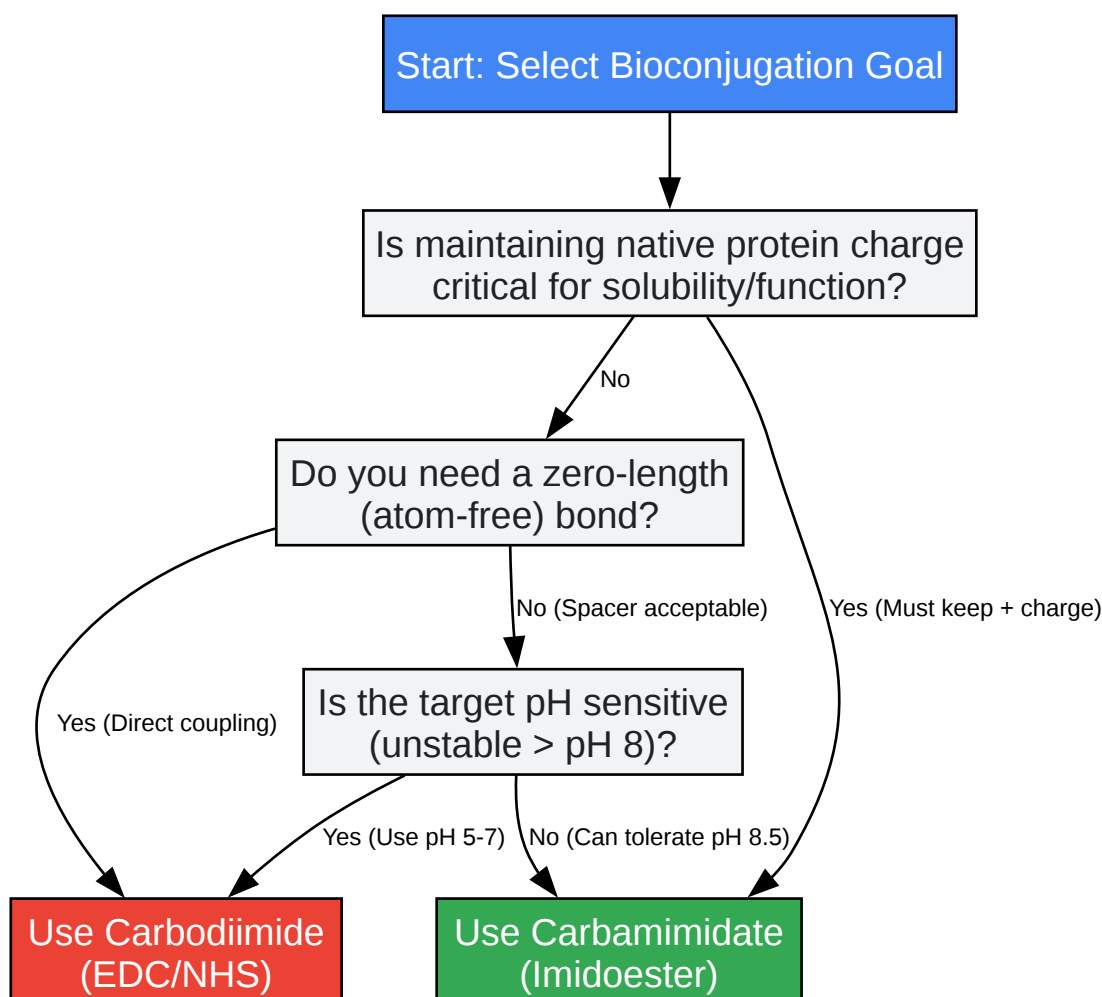 Start: Select Bioconjugation Goal
Is maintaining native protein charge
critical for solubility/function?
No
Do you need a zero-length
(atom-free) bond?
No (Spacer acceptable)
Yes (Must keep + charge)
Is the target pH sensitive
(unstable > pH 8)?
Yes (Direct coupling)
Yes (Use pH 5-7)
No (Can tolerate pH 8.5)
Use Carbodiimide
(EDC/NHS)
Use Carbamimidate
(Imidoester)